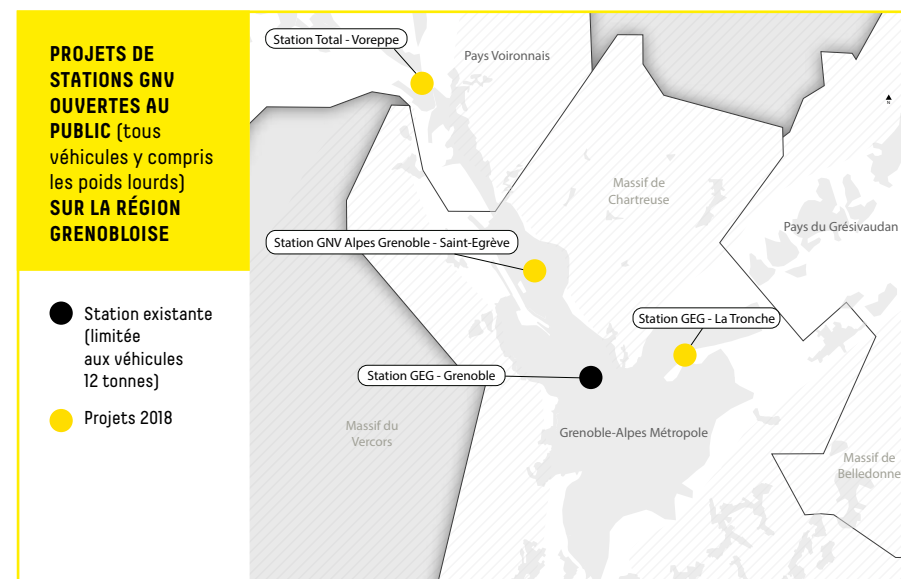 PROJETS DE
STATIONS GNV
OUVERTES AU
PUBLIC (tous
véhicules y compris
les poids lourds)
SUR LA RÉGION
GRENOBLOISE
Station existante
(limitée
aux véhicules
12 tonnes)
Projets 2018
Station Total - Voreppe
Pays Voironnais
N
Massif de
Chartreuse
Pays du Grésivaudan
Station GNV Alpes Grenoble - Saint-Egrève
Station GEG - La Tronche
Station GEG - Grenoble
Massif du
Vercors
Grenoble-Alpes Métropole
Massif de
Belledonne